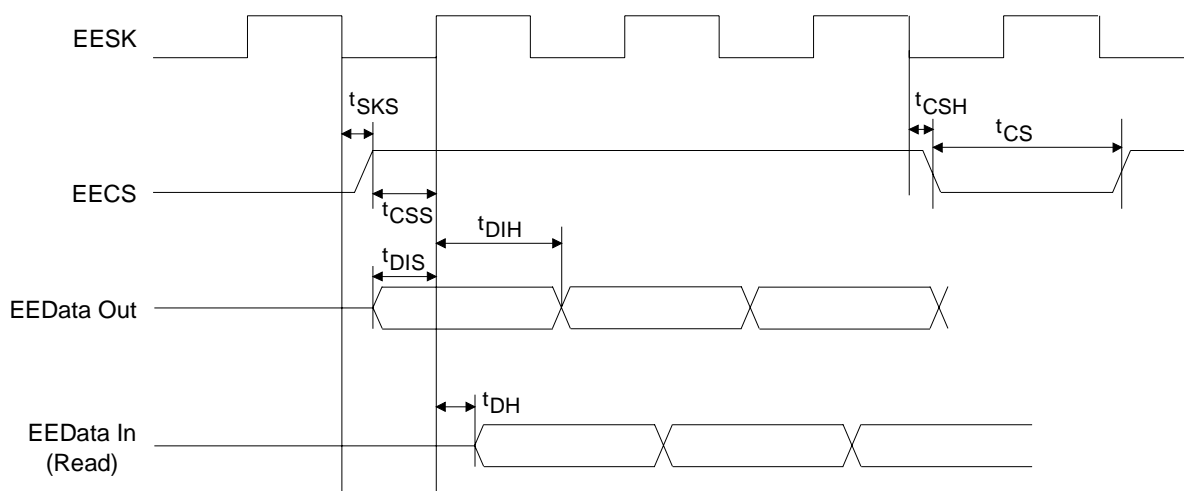 EESK
tSKS
tCSH
tCS
EECS
tCSS
tDIH
tDIS
EEData Out
tDH
EEData In
(Read)